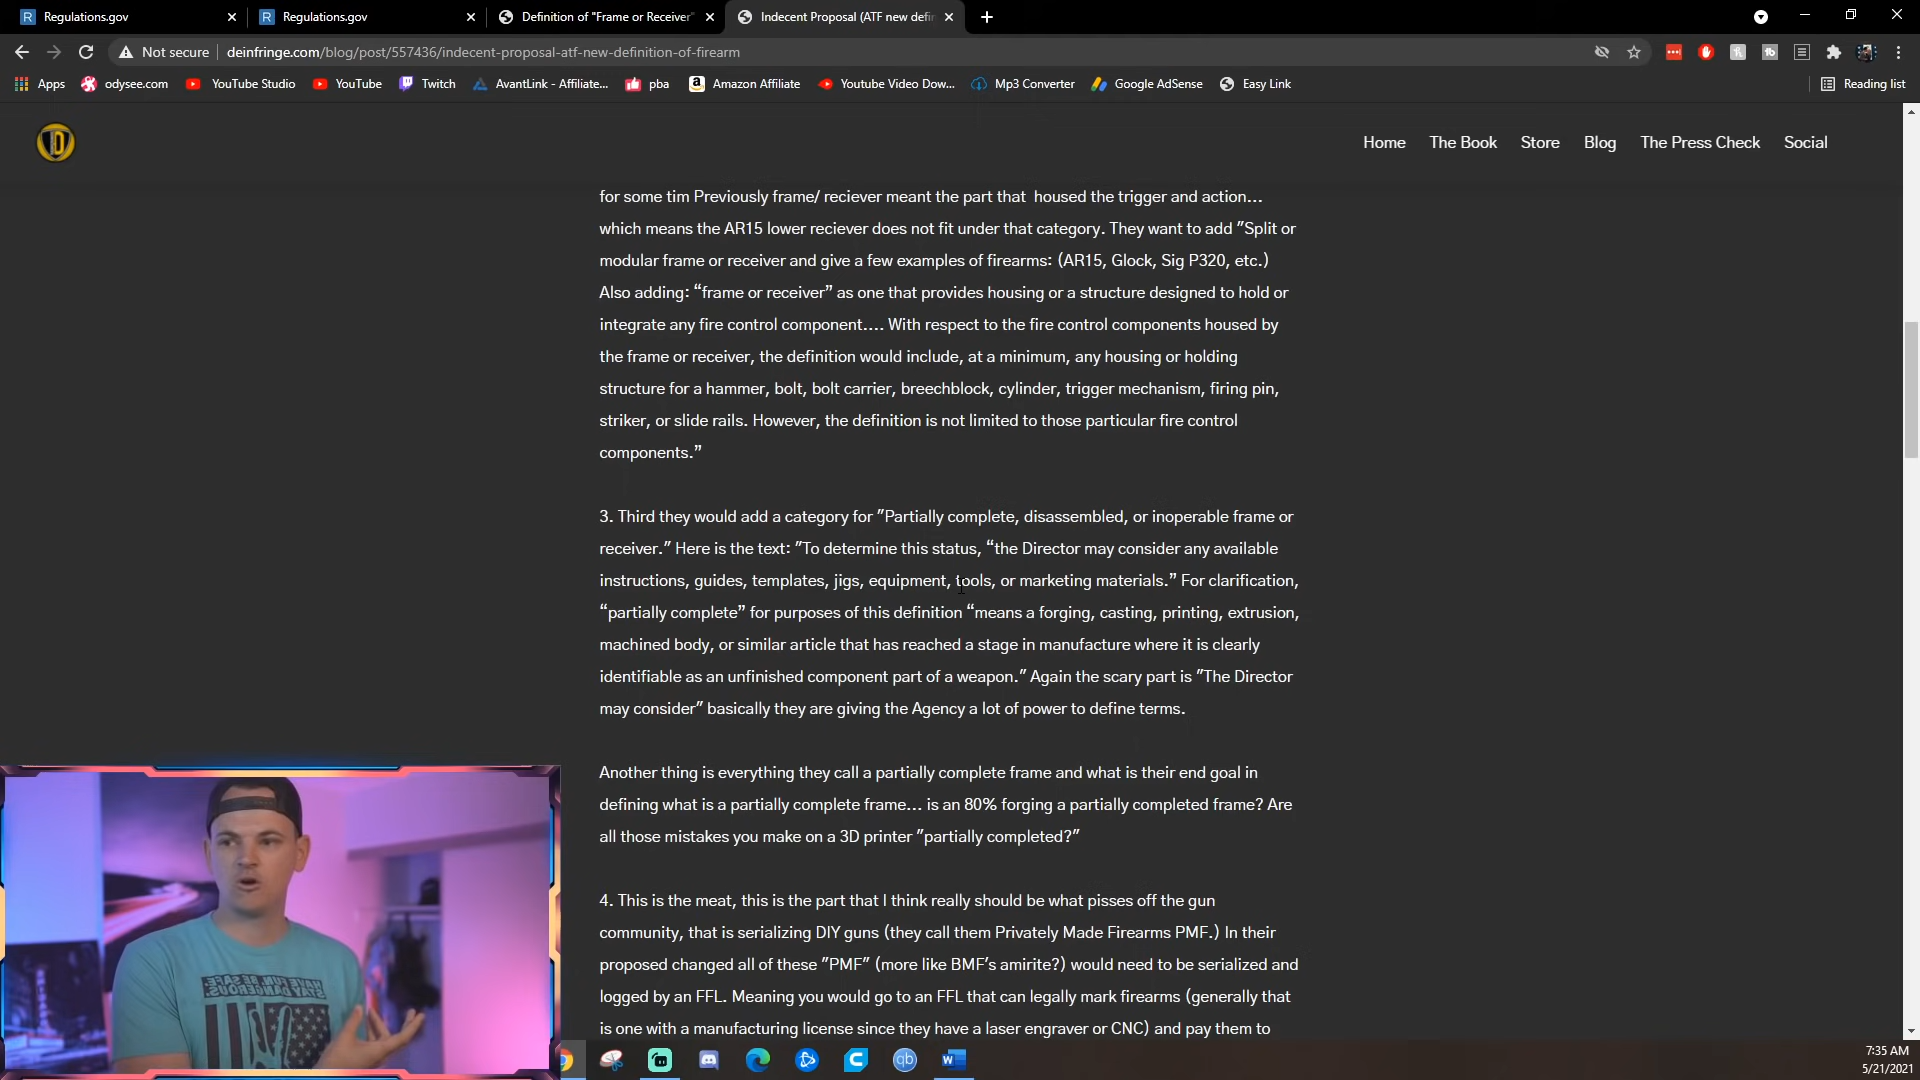 Regulations.gov
Regulations.gov
Definition of "Frame or Receiver"
Indecent Proposal (ATF new defin
Not secure
deinfringe.com/blog/post/557436/indecent-proposal-atf-new-definition-of-firearm
Apps
odysee.com
YouTube Studio
YouTube
Twitch
AvantLink - Affiliate...
pba
Amazon Affiliate
Youtube Video Dow...
Mp3 Converter
Google AdSense
Easy Link
Reading list
D
Home
The Book
Store
Blog
The Press Check
Social
for some tim Previously frame/ reciever meant the part that  housed the trigger and action...
which means the AR15 lower reciever does not fit under that category. They want to add "Split or
modular frame or receiver and give a few examples of firearms: (AR15, Glock, Sig P320, etc.)
Also adding: “frame or receiver” as one that provides housing or a structure designed to hold or
integrate any fire control component.... With respect to the fire control components housed by
the frame or receiver, the definition would include, at a minimum, any housing or holding
structure for a hammer, bolt, bolt carrier, breechblock, cylinder, trigger mechanism, firing pin,
striker, or slide rails. However, the definition is not limited to those particular fire control
components.”
3. Third they would add a category for "Partially complete, disassembled, or inoperable frame or
receiver." Here is the text: "To determine this status, “the Director may consider any available
instructions, guides, templates, jigs, equipment, tools, or marketing materials.” For clarification,
“partially complete” for purposes of this definition “means a forging, casting, printing, extrusion,
machined body, or similar article that has reached a stage in manufacture where it is clearly
identifiable as an unfinished component part of a weapon.” Again the scary part is "The Director
may consider" basically they are giving the Agency a lot of power to define terms.
Another thing is everything they call a partially complete frame and what is their end goal in
defining what is a partially complete frame... is an 80% forging a partially completed frame? Are
all those mistakes you make on a 3D printer "partially completed?"
4. This is the meat, this is the part that I think really should be what pisses off the gun
community, that is serializing DIY guns (they call them Privately Made Firearms PMF.) In their
proposed changed all of these "PMF" (more like BMF's amirite?) would need to be serialized and
logged by an FFL. Meaning you would go to an FFL that can legally mark firearms (generally that
is one with a manufacturing license since they have a laser engraver or CNC) and pay them to
HAVE FUN. BE SAFE.
STAY DANGEROUS.
7:35 AM
5/21/2021